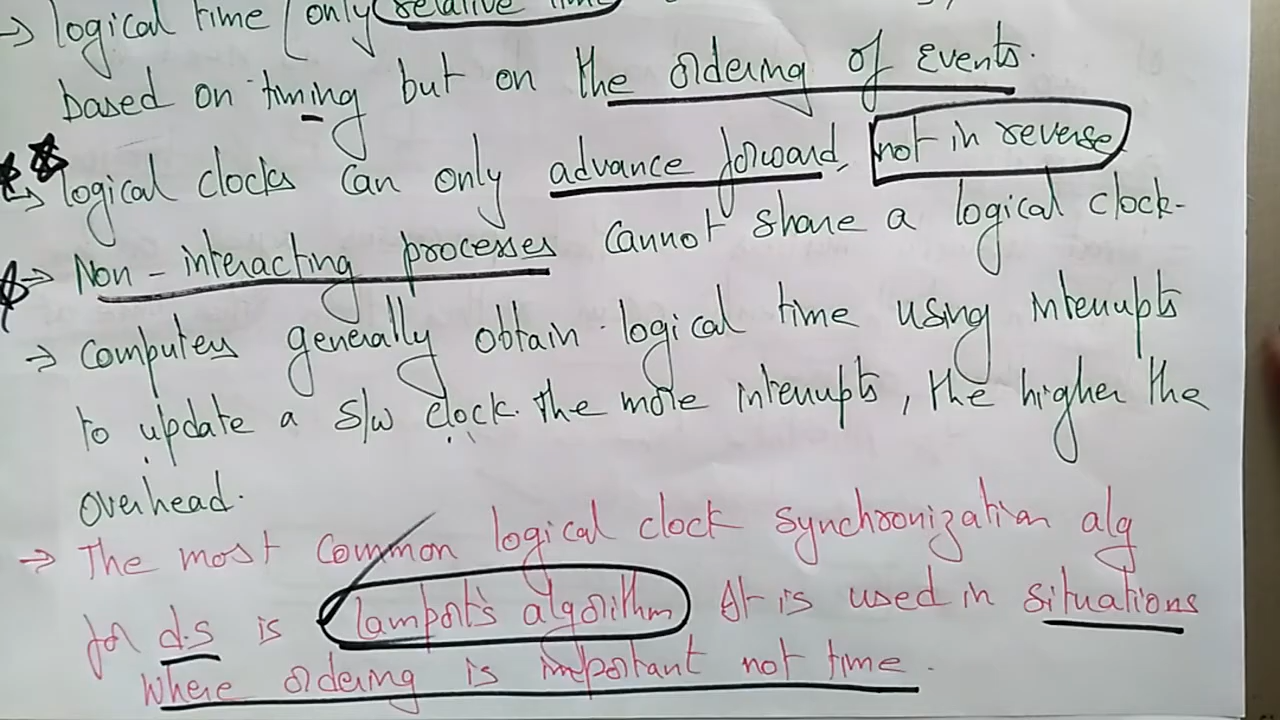 → logical time (only relative time
based on timing but on the ordering of events.
→ logical clocks can only advance forward, not in reverse
→ Non-interacting processes cannot share a logical clock.
→ computers generally obtain logical time using interrupts
to update a s/w clock. The more interrupts, the higher the
overhead.
→ The most common logical clock synchronization alg
for d.s is lamport's algorithm It is used in situations
where ordering is important not time.